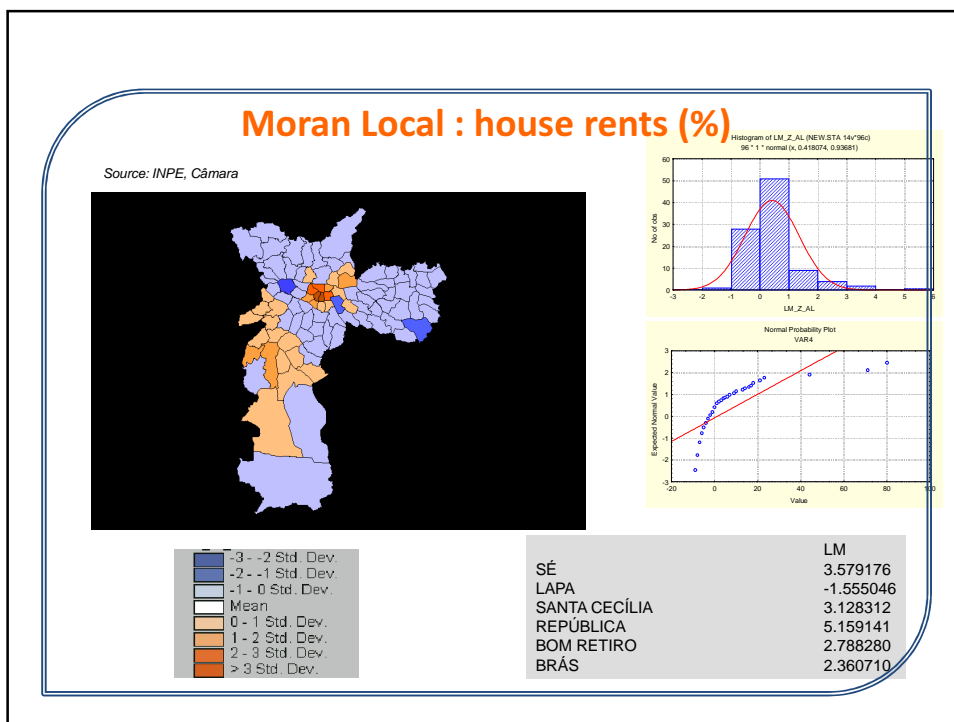 Moran Local : house rents (%)
Source: INPE, Câmara
Histogram of LM_Z_AL (NEW.STA 14v*96c)
96 * 1 * normal (x, 0.418074, 0.93681)
No of obs
60
50
40
30
20
10
0
-3 -2 -1 0 1 2 3 4 5 6
LM_Z_AL
Normal Probability Plot
VAR4
Expected Normal Value
3
2
1
0
-1
-2
-3
-20 0 20 40 60 80 100
Value
-3 - -2 Std. Dev.
-2 - -1 Std. Dev.
-1 - 0 Std. Dev.
Mean
0 - 1 Std. Dev.
1 - 2 Std. Dev.
2 - 3 Std. Dev.
> 3 Std. Dev.
LM
SÉ 3.579176
LAPA -1.555046
SANTA CECÍLIA 3.128312
REPÚBLICA 5.159141
BOM RETIRO 2.788280
BRÁS 2.360710